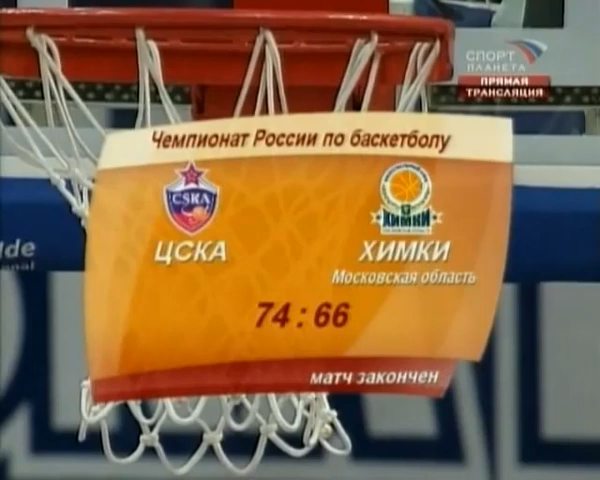 СПОРТ
ПЛАНЕТА
ПРЯМАЯ
ТРАНСЛЯЦИЯ
Чемпионат России по баскетболу
CSKA
ХИМКИ
ЦСКА
ХИМКИ
Московская область
74 : 66
матч закончен